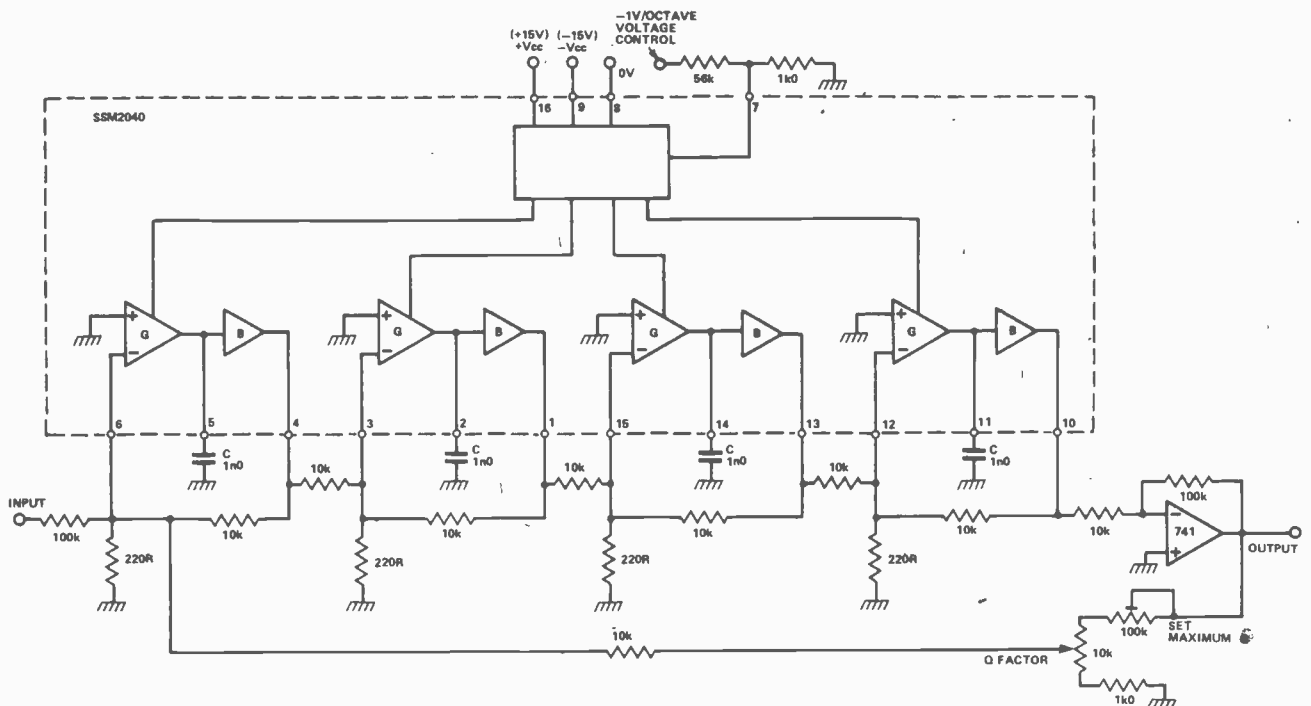 −1V/OCTAVE
VOLTAGE
CONTROL
(+15V)
+Vcc
(−15V)
−Vcc
0V
56k
1k0
16
9
8
7
SSM2040
+
G
−
B
+
G
−
B
+
G
−
B
+
G
−
B
6
5
4
3
2
1
15
14
13
12
11
10
C
1n0
C
1n0
C
1n0
C
1n0
10k
10k
10k
INPUT
100k
10k
10k
10k
10k
10k
100k
−
741
+
OUTPUT
220R
220R
220R
220R
100k
SET
MAXIMUM
10k
Q FACTOR
10k
1k0